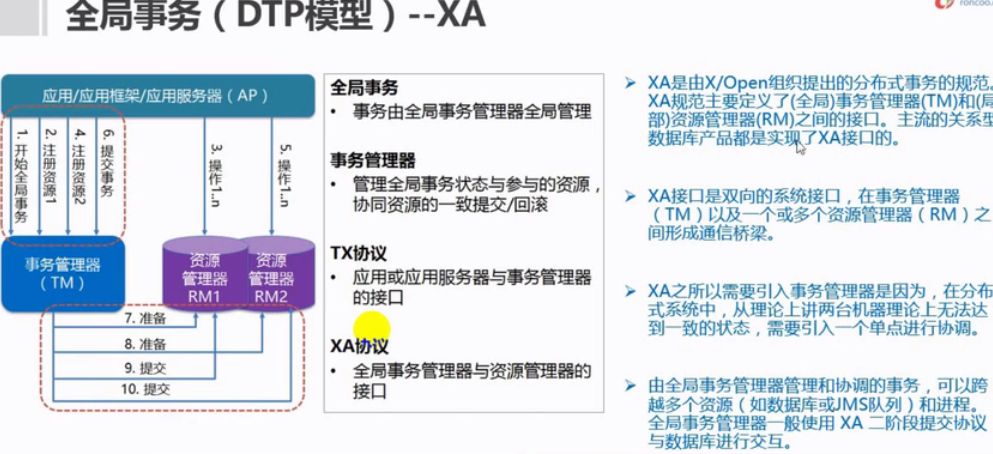 全局事务（DTP模型）--XA
roncoo.
应用/应用框架/应用服务器（AP）
1. 开始全局事务
2. 注册资源1
4. 注册资源2
6. 提交事务
3. 操作1..n
5. 操作1..n
事务管理器
（TM）
资源
管理器
RM1
资源
管理器
RM2
7. 准备
8. 准备
9. 提交
10. 提交
全局事务
• 事务由全局事务管理器全局管理
事务管理器
• 管理全局事务状态与参与的资源，
协同资源的一致提交/回滚
TX协议
• 应用或应用服务器与事务管理器
的接口
XA协议
• 全局事务管理器与资源管理器的
接口
➢ XA是由X/Open组织提出的分布式事务的规范。
XA规范主要定义了(全局)事务管理器(TM)和(局
部)资源管理器(RM)之间的接口。主流的关系型
数据库产品都是实现了XA接口的。
➢ XA接口是双向的系统接口，在事务管理器
（TM）以及一个或多个资源管理器（RM）之
间形成通信桥梁。
➢ XA之所以需要引入事务管理器是因为，在分布
式系统中，从理论上讲两台机器理论上无法达
到一致的状态，需要引入一个单点进行协调。
➢ 由全局事务管理器管理和协调的事务，可以跨
越多个资源（如数据库或JMS队列）和进程。
全局事务管理器一般使用 XA 二阶段提交协议
与数据库进行交互。